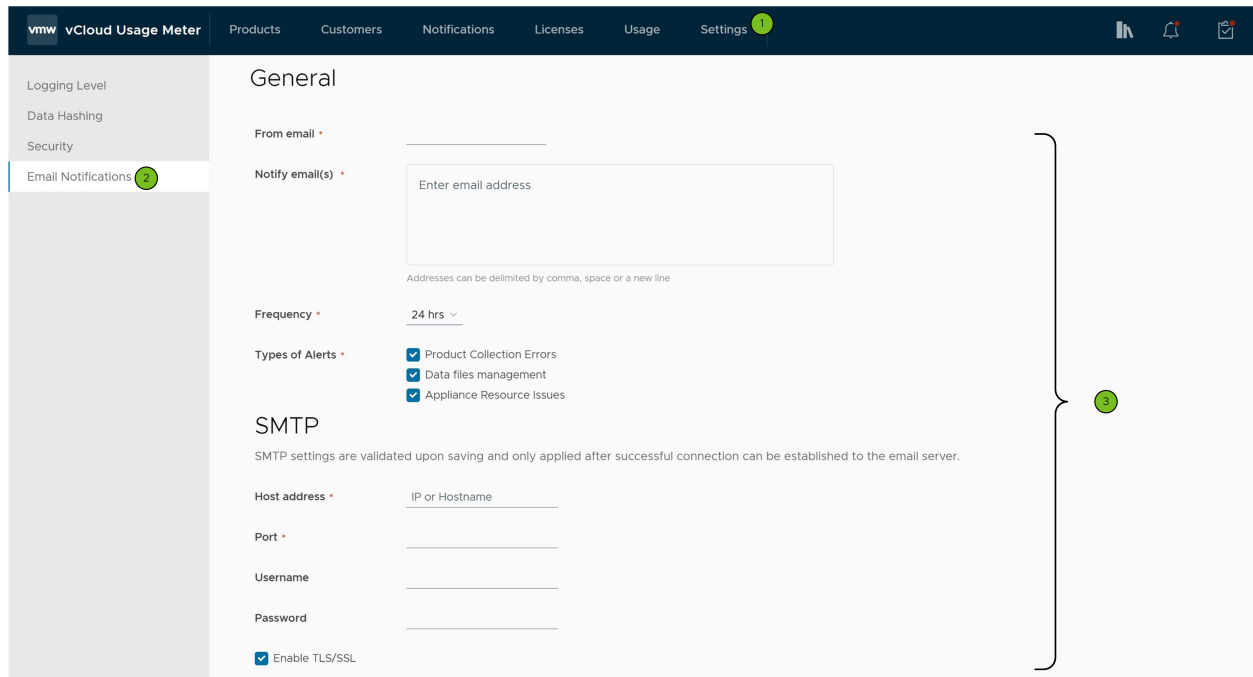 vmw vCloud Usage Meter Products Customers Notifications Licenses Usage Settings 1
Logging Level
Data Hashing
Security
Email Notifications 2
General
From email *
Notify email(s) *
Enter email address
Addresses can be delimited by comma, space or a new line
Frequency *
24 hrs
Types of Alerts *
Product Collection Errors
Data files management
Appliance Resource Issues
3
SMTP
SMTP settings are validated upon saving and only applied after successful connection can be established to the email server.
Host address *
IP or Hostname
Port *
Username
Password
Enable TLS/SSL